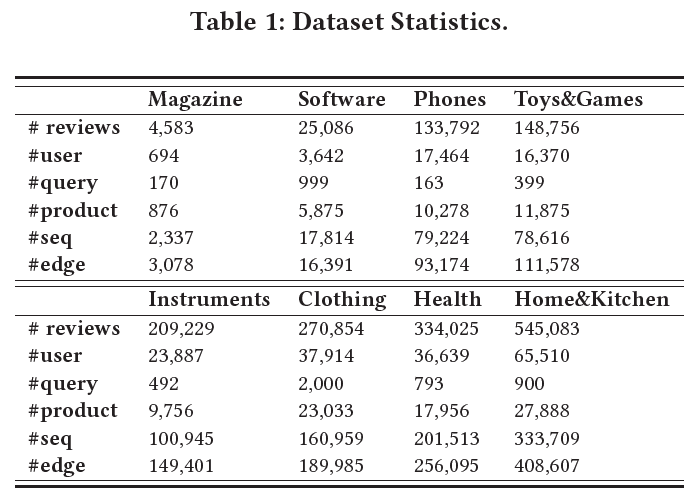 Table 1: Dataset Statistics.
Magazine Software Phones Toys&Games
# reviews 4,583 25,086 133,792 148,756
#user 694 3,642 17,464 16,370
#query 170 999 163 399
#product 876 5,875 10,278 11,875
#seq 2,337 17,814 79,224 78,616
#edge 3,078 16,391 93,174 111,578
Instruments Clothing Health Home&Kitchen
# reviews 209,229 270,854 334,025 545,083
#user 23,887 37,914 36,639 65,510
#query 492 2,000 793 900
#product 9,756 23,033 17,956 27,888
#seq 100,945 160,959 201,513 333,709
#edge 149,401 189,985 256,095 408,607